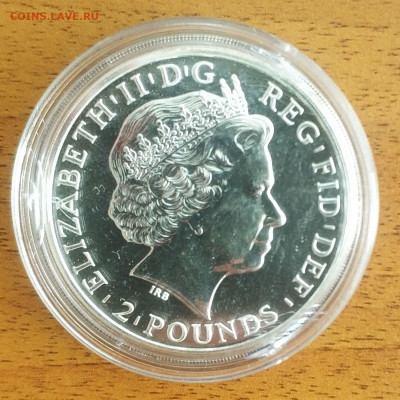 COINS.LAVE.RU
ELIZABETH·II·D·G REG·FID·DEF·
·2·POUNDS·
IRB